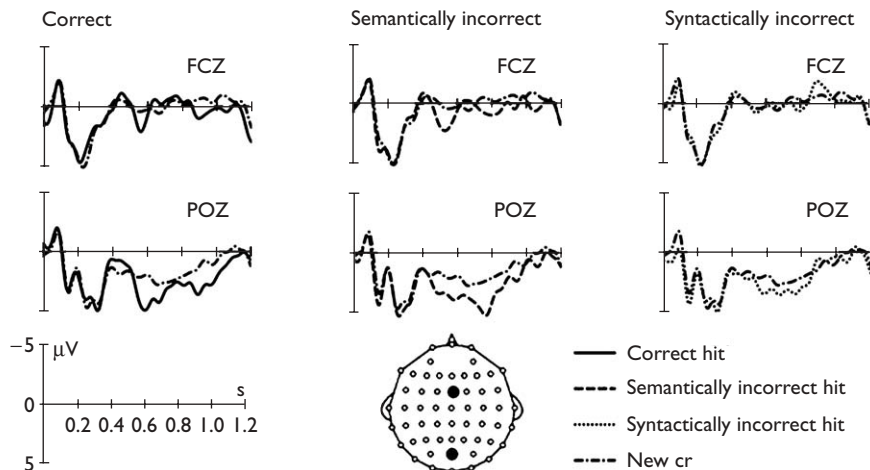 Correct
Semantically incorrect
Syntactically incorrect
FCZ
FCZ
FCZ
POZ
POZ
POZ
−5
μV
0
5
s
0.2 0.4 0.6 0.8 1.0 1.2
Correct hit
Semantically incorrect hit
Syntactically incorrect hit
New cr